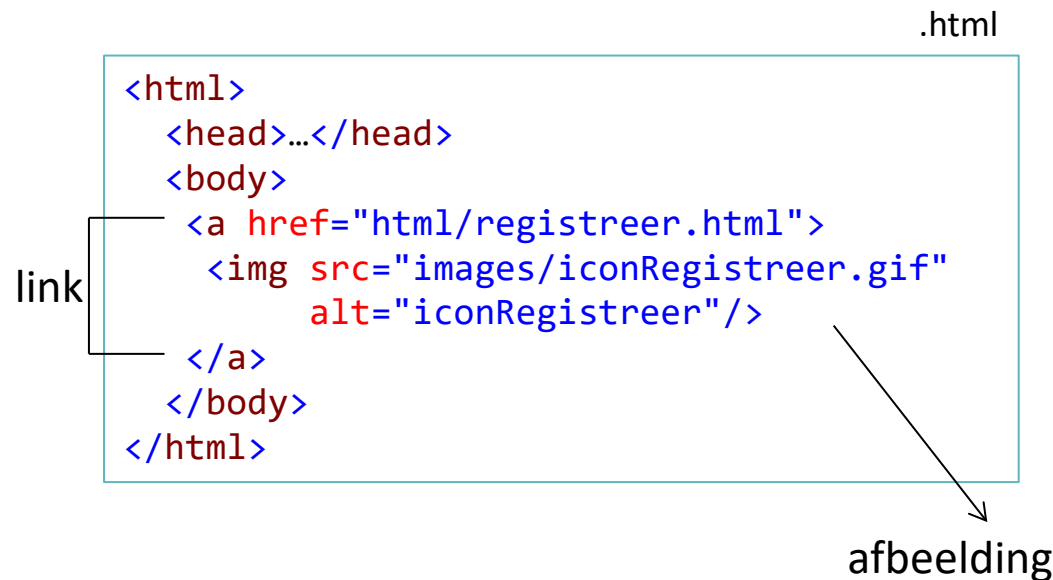 .html
<html>
<head>…</head>
<body>
<a href="html/registreer.html">
<img src="images/iconRegistreer.gif"
alt="iconRegistreer"/>
link
</a>
</body>
</html>
afbeelding